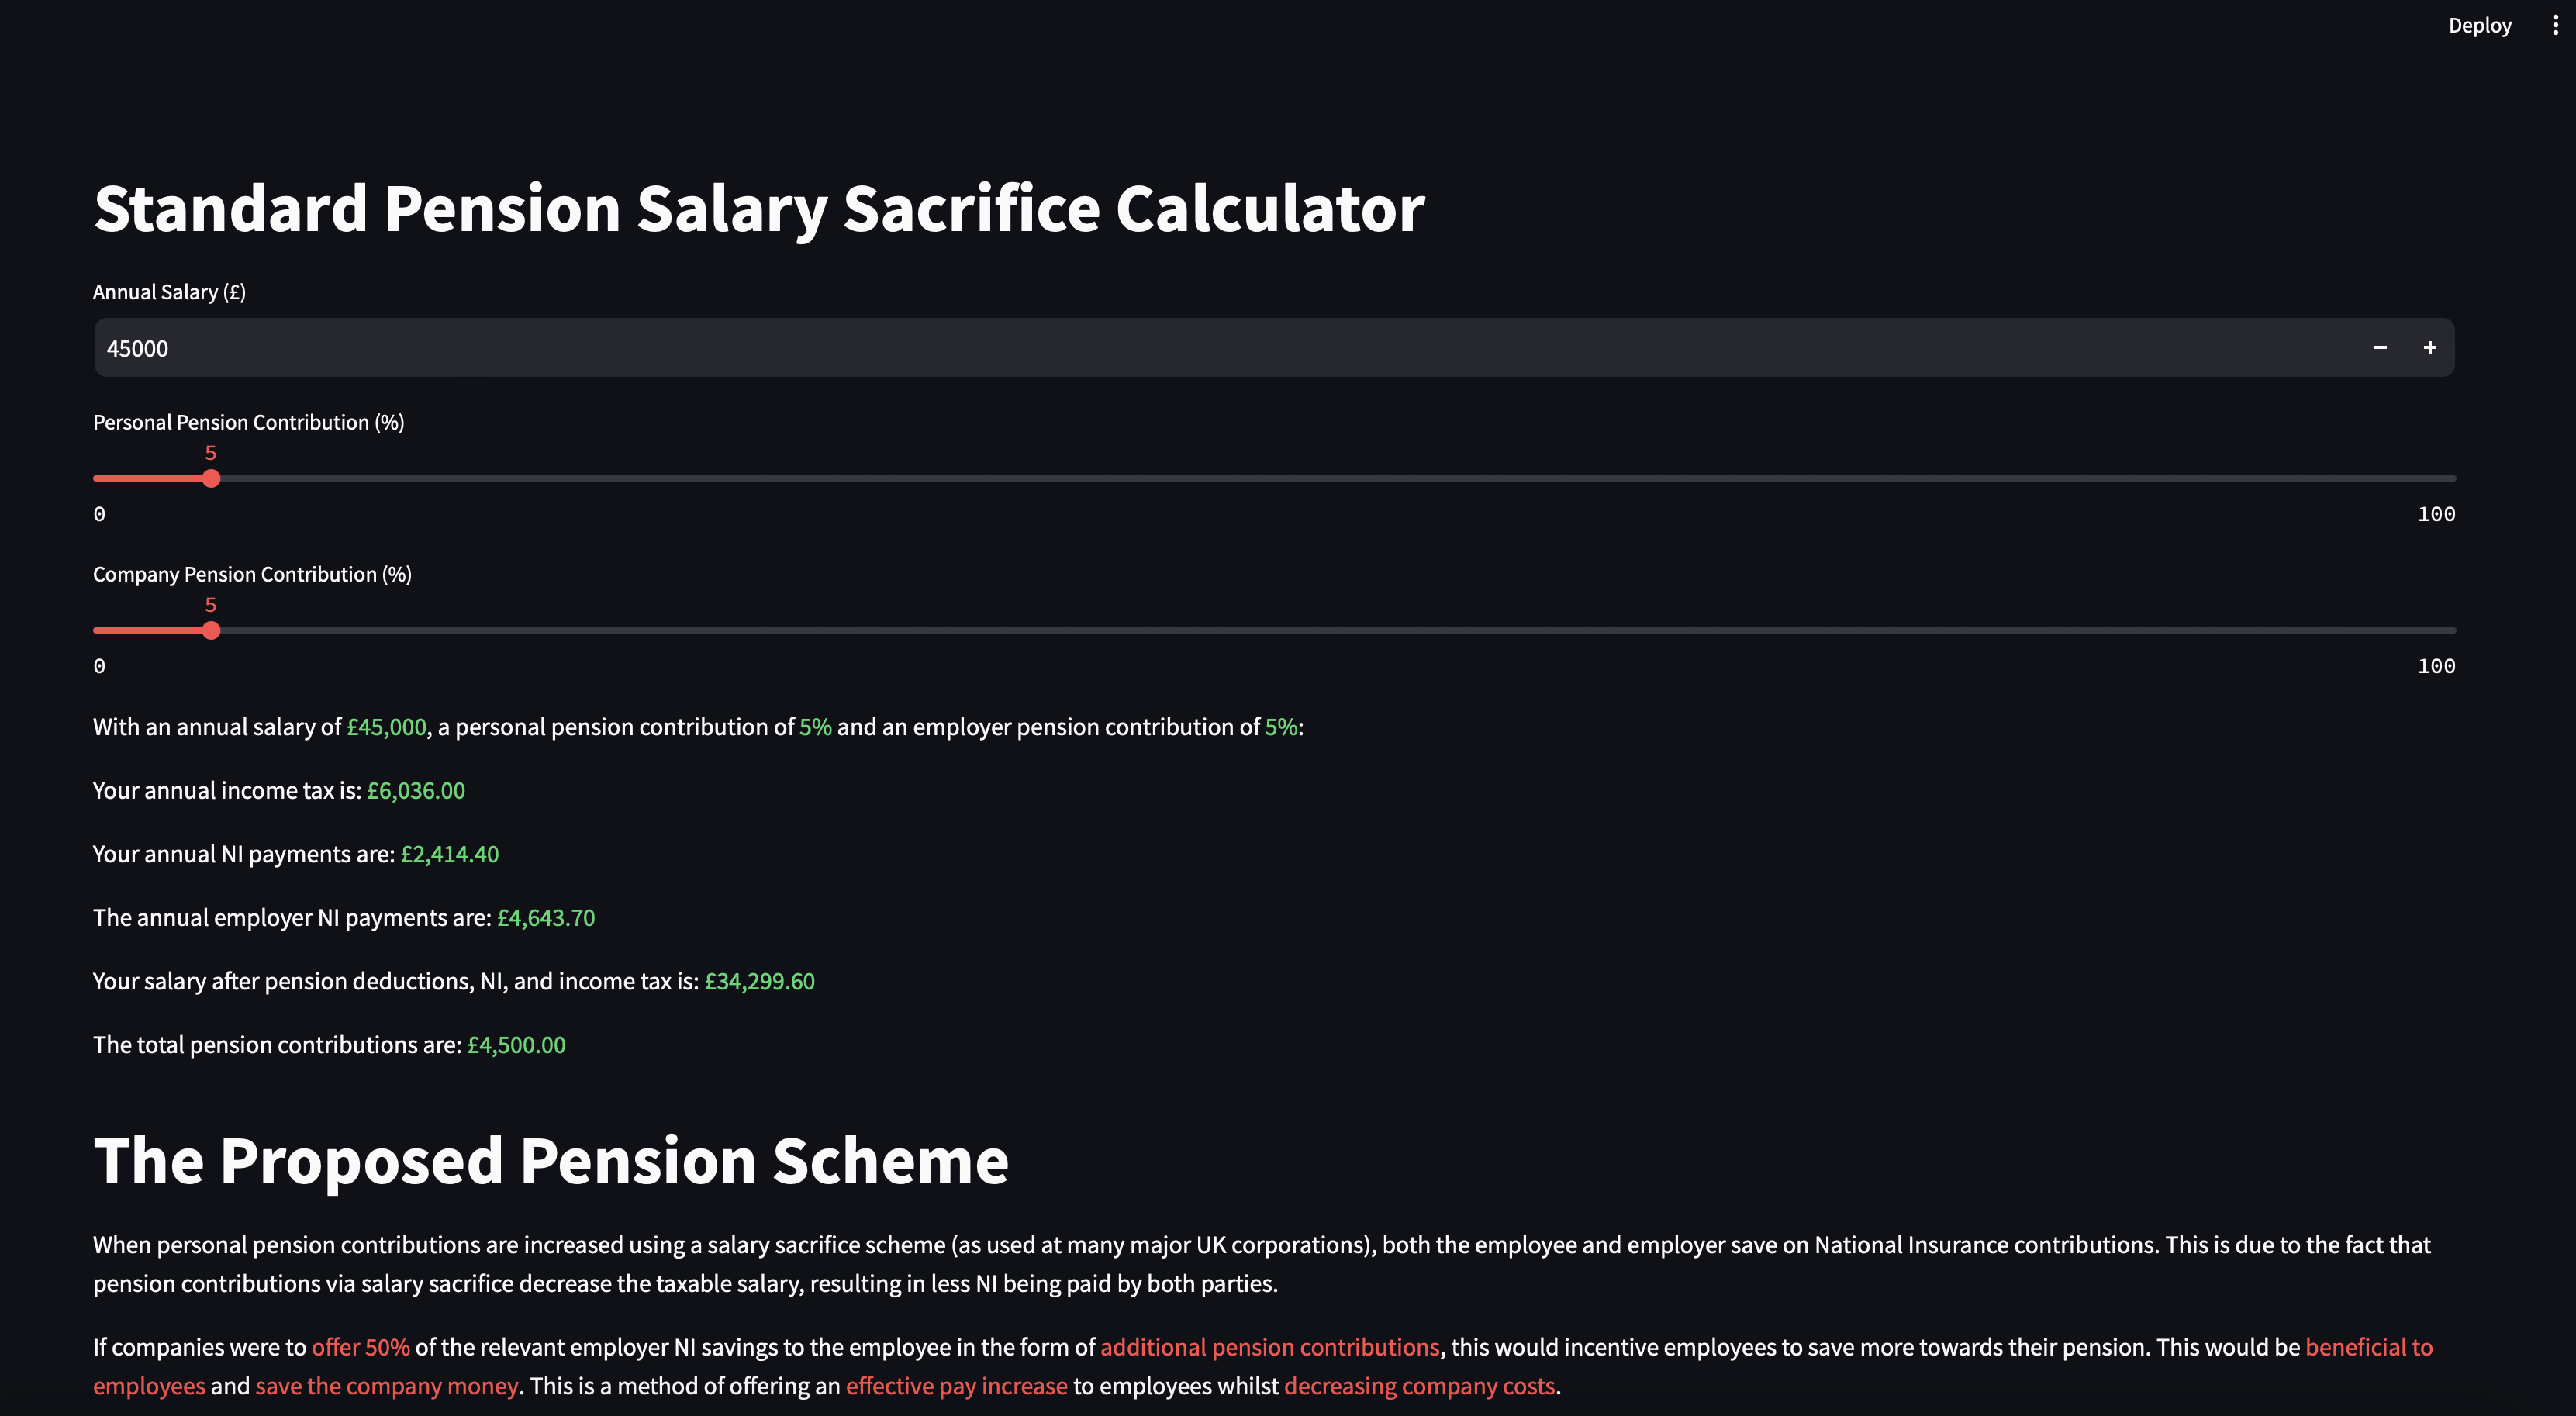 Deploy
Standard Pension Salary Sacrifice Calculator
Annual Salary (£)
45000
Personal Pension Contribution (%)
5
0 100
Company Pension Contribution (%)
5
0 100
With an annual salary of £45,000, a personal pension contribution of 5% and an employer pension contribution of 5%:
Your annual income tax is: £6,036.00
Your annual NI payments are: £2,414.40
The annual employer NI payments are: £4,643.70
Your salary after pension deductions, NI, and income tax is: £34,299.60
The total pension contributions are: £4,500.00
The Proposed Pension Scheme
When personal pension contributions are increased using a salary sacrifice scheme (as used at many major UK corporations), both the employee and employer save on National Insurance contributions. This is due to the fact that
pension contributions via salary sacrifice decrease the taxable salary, resulting in less NI being paid by both parties.
If companies were to offer 50% of the relevant employer NI savings to the employee in the form of additional pension contributions, this would incentive employees to save more towards their pension. This would be beneficial to
employees and save the company money. This is a method of offering an effective pay increase to employees whilst decreasing company costs.